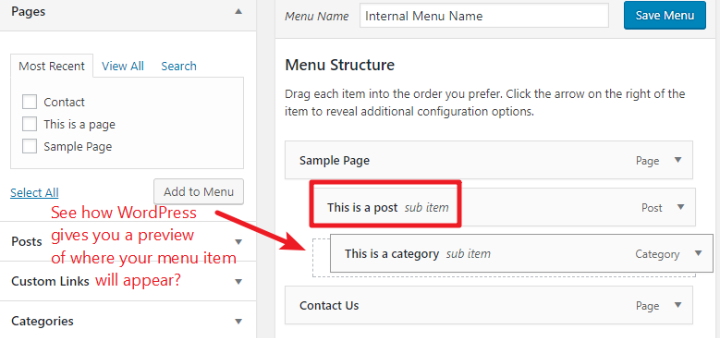 Pages
Most Recent View All Search
Contact
This is a page
Sample Page
Select All Add to Menu
See how WordPress
gives you a preview
of where your menu item
will appear?
Posts
Custom Links
Categories
Menu Name Internal Menu Name Save Menu
Menu Structure
Drag each item into the order you prefer. Click the arrow on the right of the
item to reveal additional configuration options.
Sample Page Page
This is a post sub item Post
This is a category sub item Category
Contact Us Page